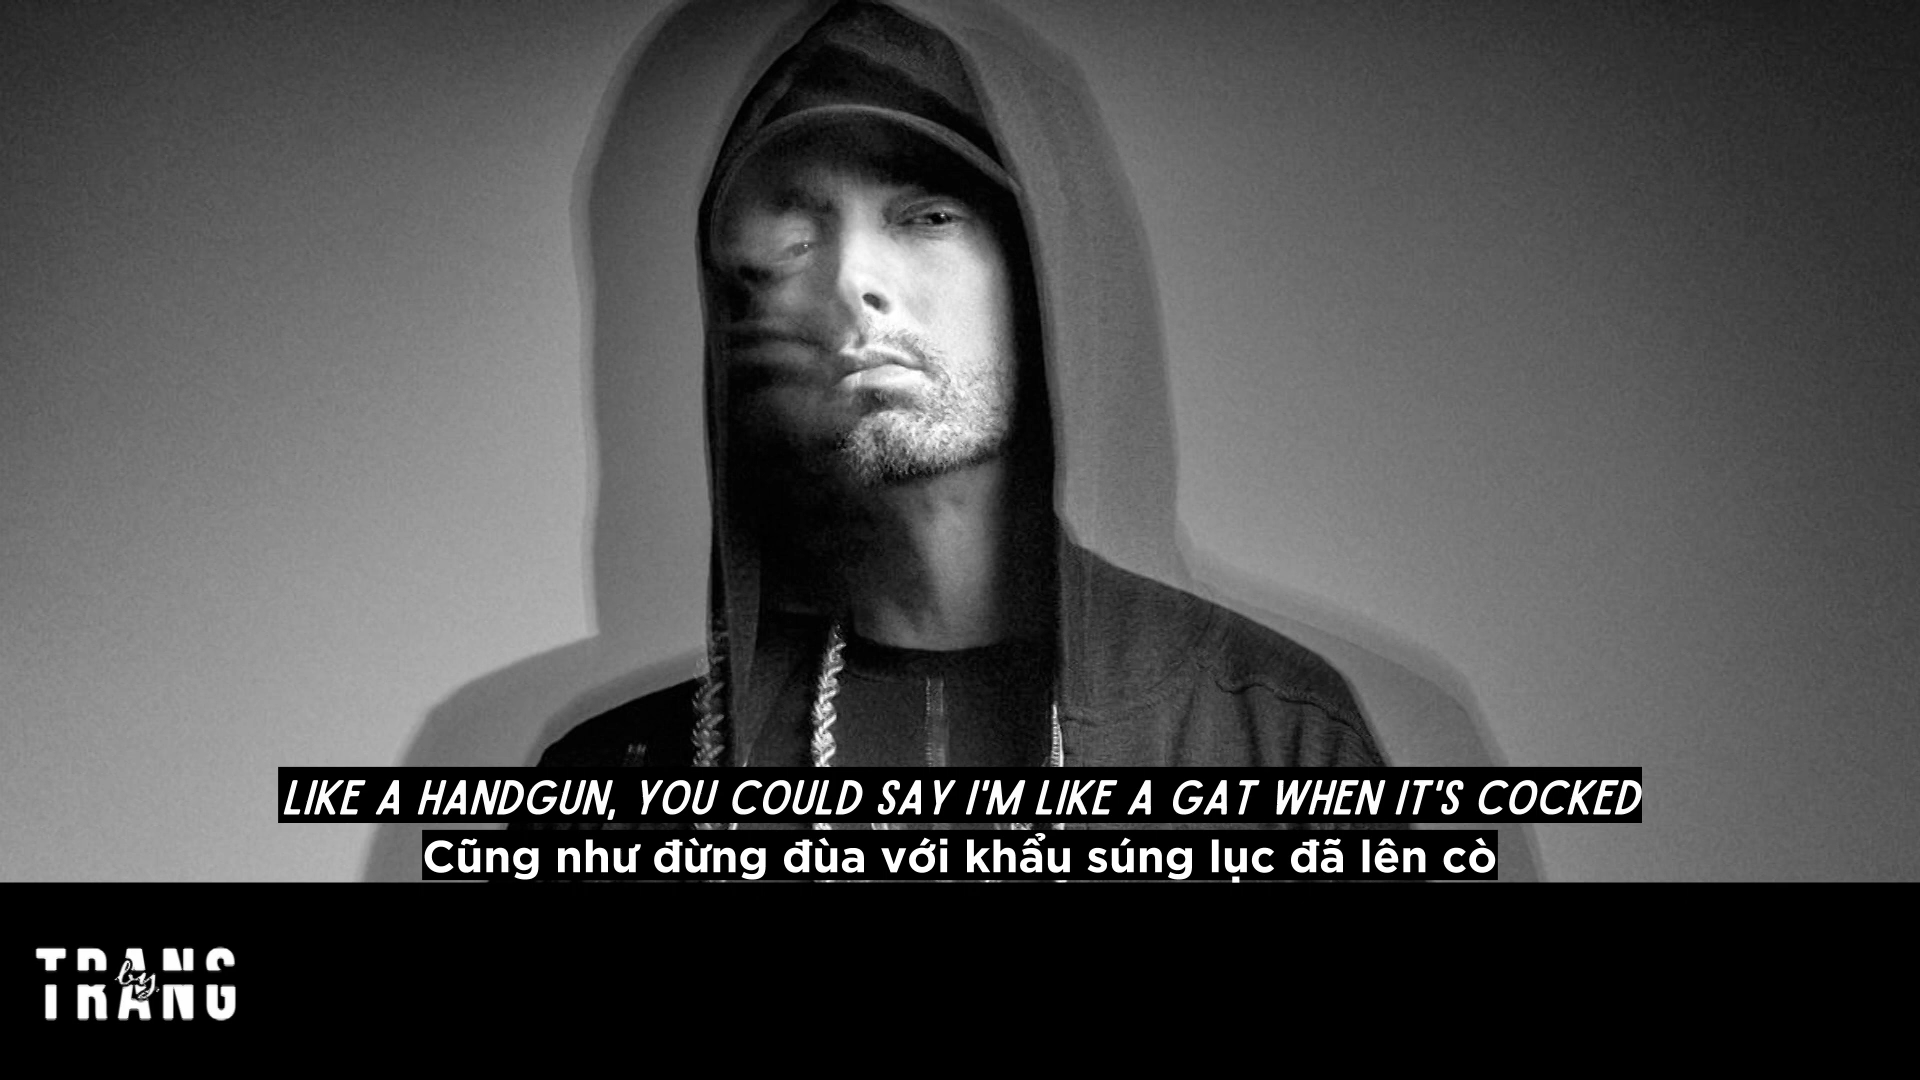 LIKE A HANDGUN, YOU COULD SAY I'M LIKE A GAT WHEN IT'S COCKED
Cũng như đừng đùa với khẩu súng lục đã lên cò
TRANG
by
TRANG